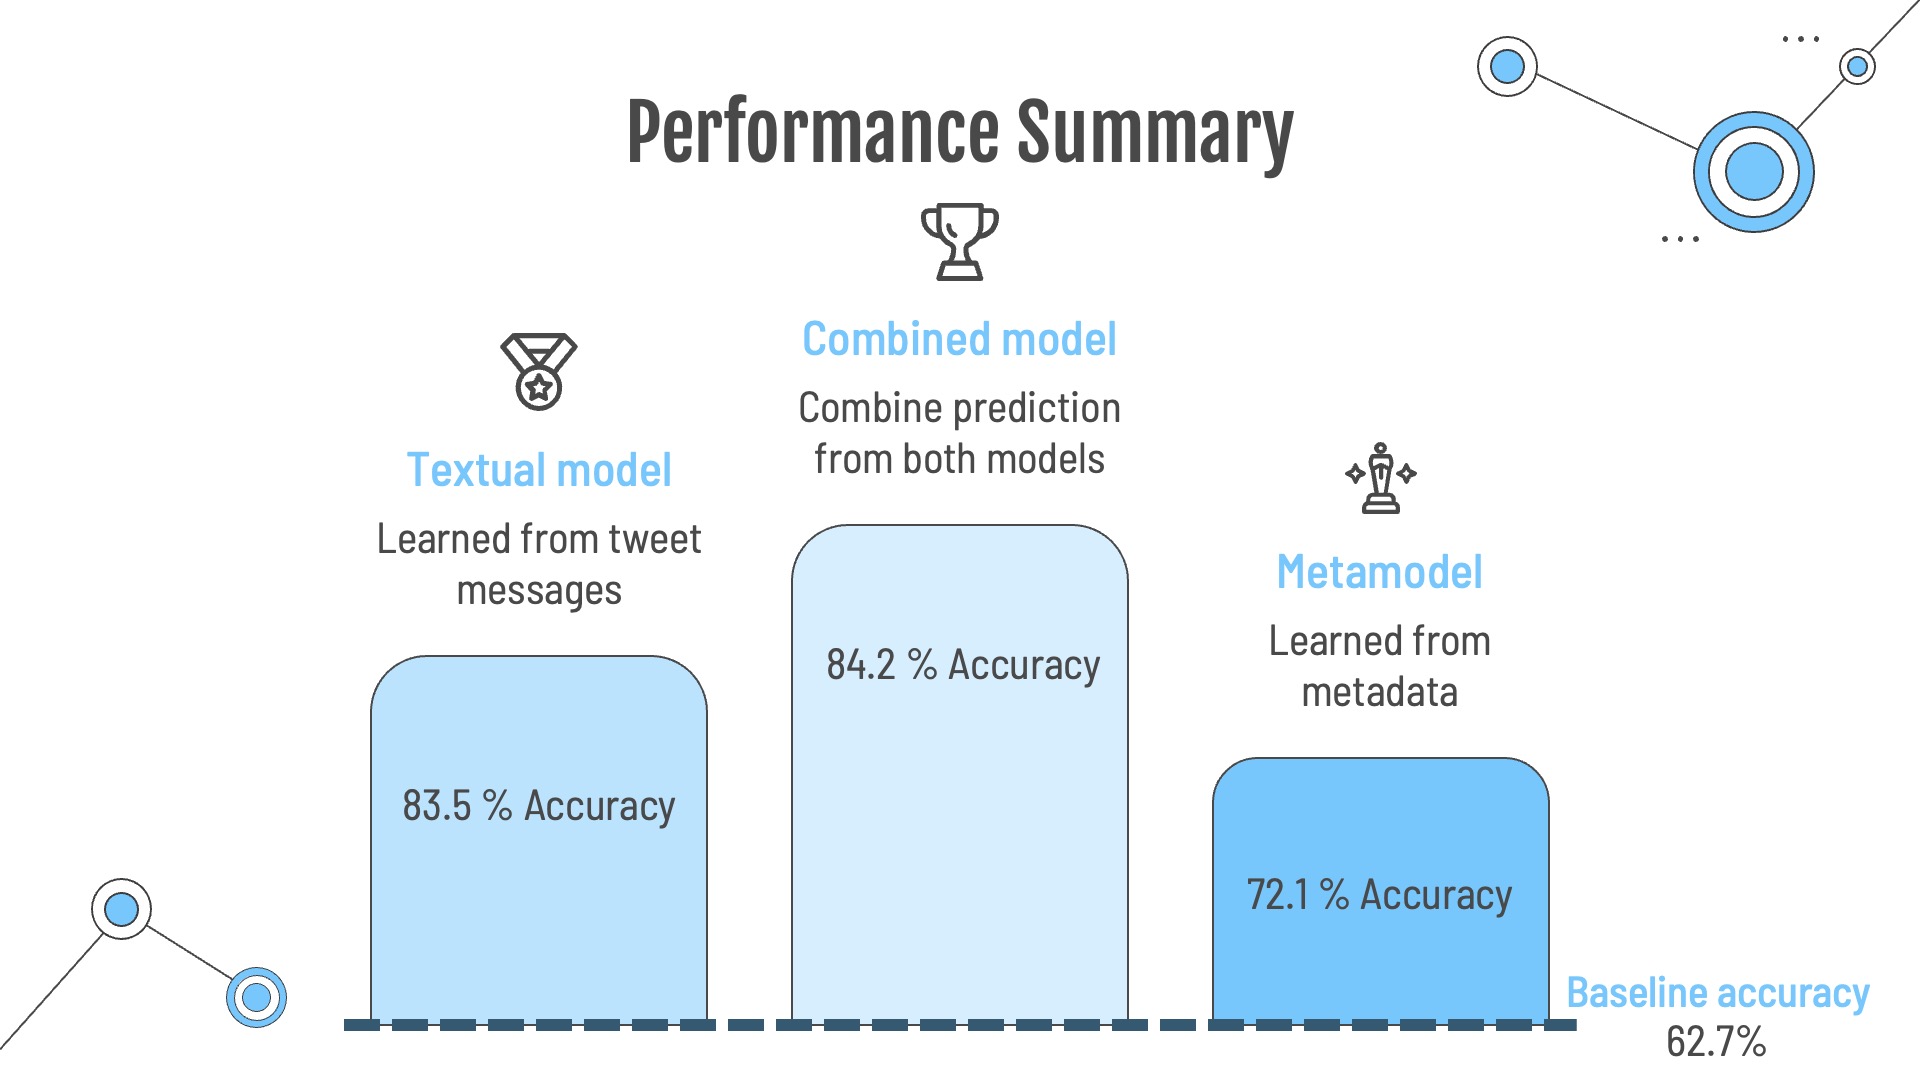 Performance Summary
Textual model
Learned from tweet
messages
83.5 % Accuracy
Combined model
Combine prediction
from both models
84.2 % Accuracy
Metamodel
Learned from
metadata
72.1 % Accuracy
Baseline accuracy
62.7%